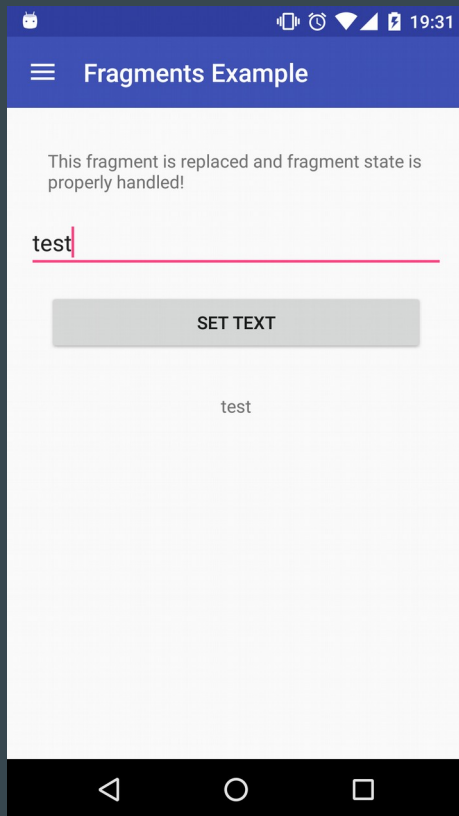 19:31
Fragments Example
This fragment is replaced and fragment state is
properly handled!
test
SET TEXT
test